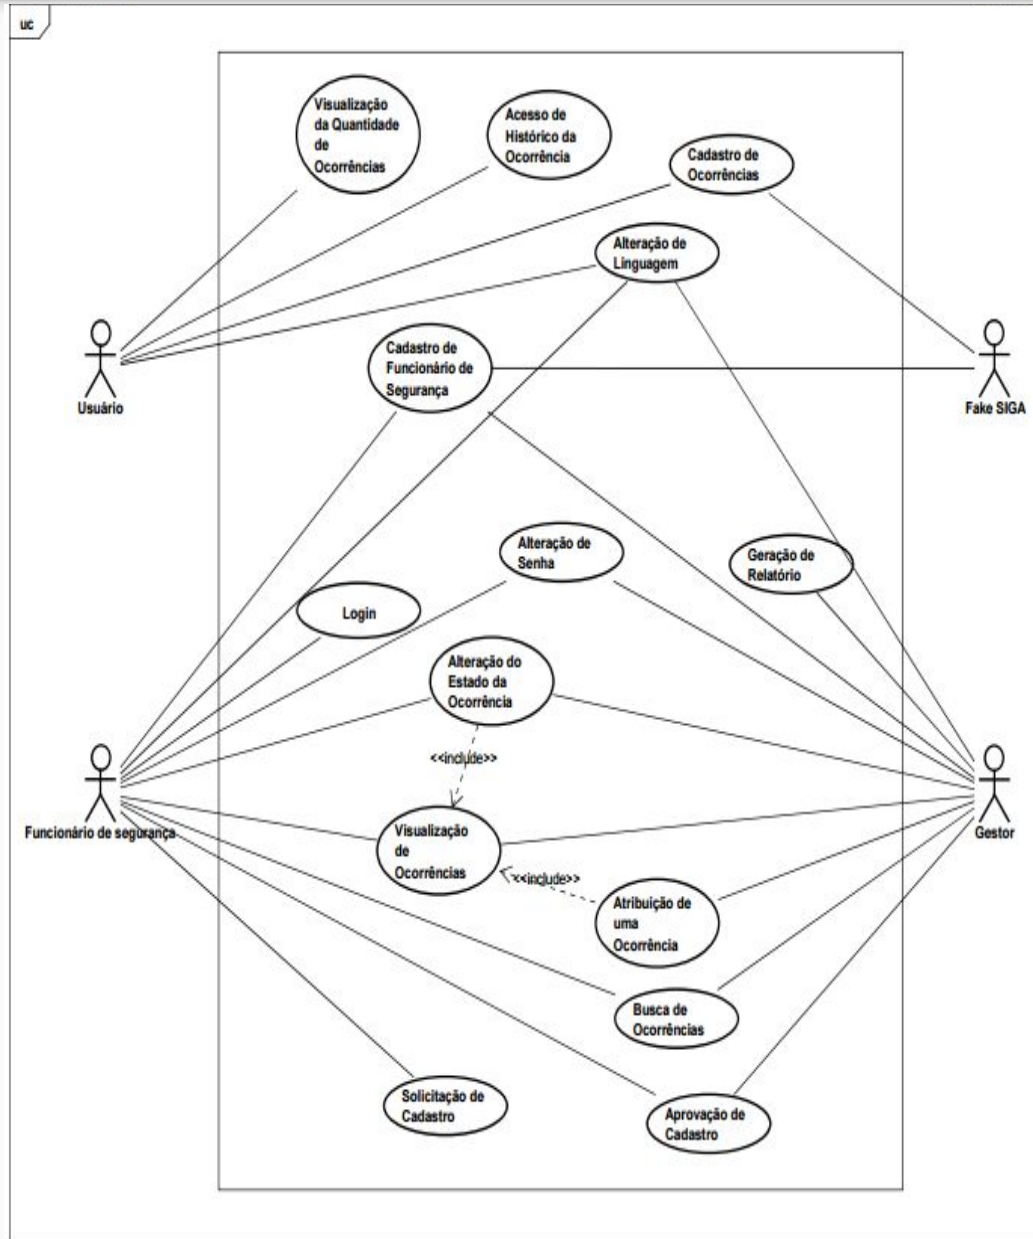 uc
Visualização
da Quantidade
de
Ocorrências
Acesso de
Histórico da
Ocorrência
Cadastro de
Ocorrências
Alteração de
Linguagem
Cadastro de
Funcionário de
Segurança
Usuário
Fake SIGA
Alteração de
Senha
Geração de
Relatório
Login
Alteração do
Estado da
Ocorrência
<<include>>
Funcionário de segurança
Gestor
Visualização
de
Ocorrências
<<include>>
Atribuição de
uma
Ocorrência
Busca de
Ocorrências
Solicitação de
Cadastro
Aprovação de
Cadastro